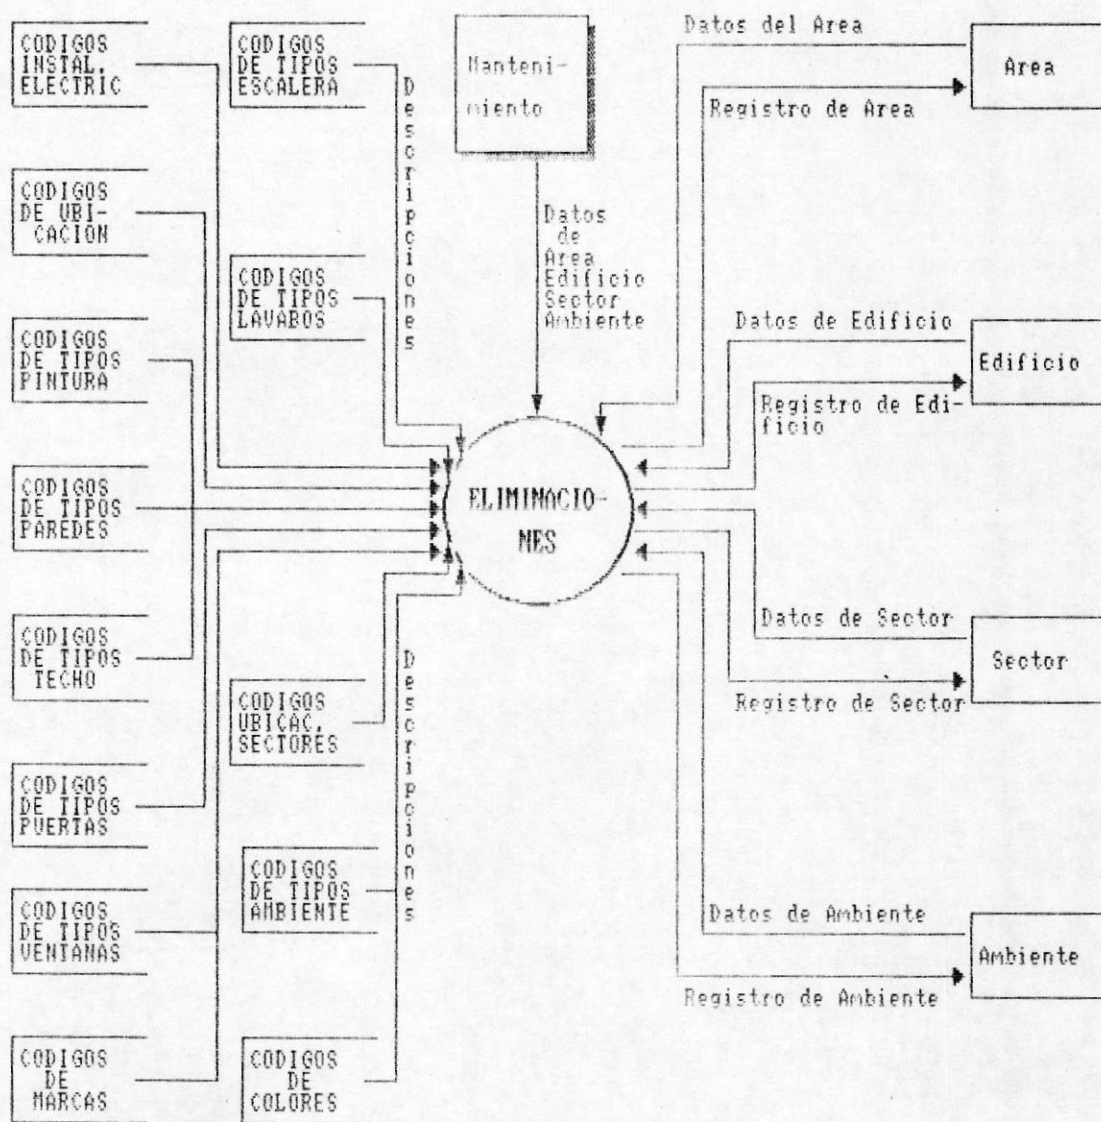 CODIGOS
INSTAL.
ELECTRIC
CODIGOS
DE UBI-
CACION
CODIGOS
DE TIPOS
PINTURA
CODIGOS
DE TIPOS
PAREDES
CODIGOS
DE TIPOS
TECHO
CODIGOS
DE TIPOS
PUERTAS
CODIGOS
DE TIPOS
VENTANAS
CODIGOS
DE
MARCAS
CODIGOS
DE TIPOS
ESCALERA
CODIGOS
DE TIPOS
LAVABOS
CODIGOS
UBICAC.
SECTORES
CODIGOS
DE TIPOS
AMBIENTE
CODIGOS
DE
COLORES
Descripciones
Descripciones
Manteni-
miento
Datos
de
Area
Edificio
Sector
Ambiente
ELIMINACIO-
NES
Datos del Area
Registro de Area
Area
Datos de Edificio
Registro de Edi-
ficio
Edificio
Datos de Sector
Registro de Sector
Sector
Datos de Ambiente
Registro de Ambiente
Ambiente